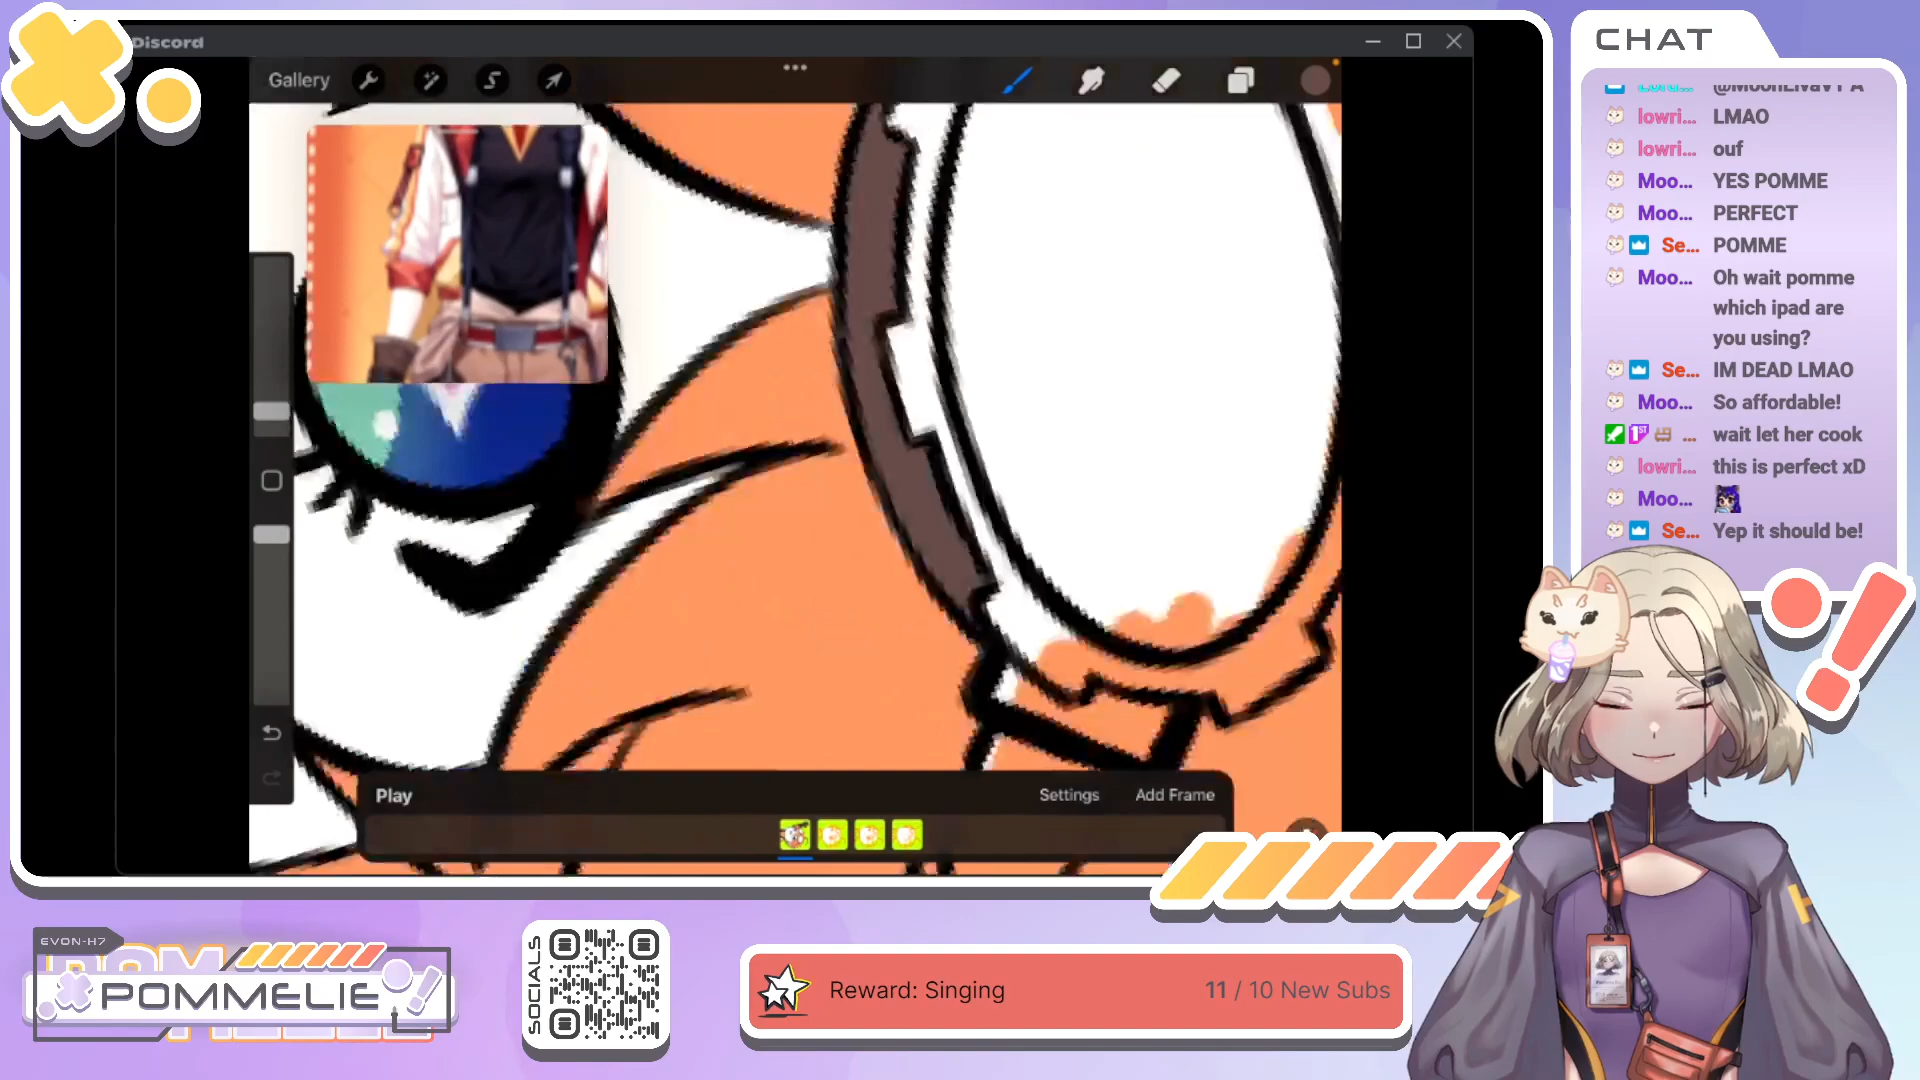 Discord
CHAT
Gallery
@MoonLivavT A
lowri... LMAO
lowri... ouf
Moo... YES POMME
Moo... PERFECT
Se... POMME
Moo... Oh wait pomme
which ipad are
you using?
Se... IM DEAD LMAO
Moo... So affordable!
... wait let her cook
lowri... this is perfect xD
Moo...
Se... Yep it should be!
Play
Settings
Add Frame
EVON-H7
POMMELIE
SOCIALS
Reward: Singing
11 / 10 New Subs